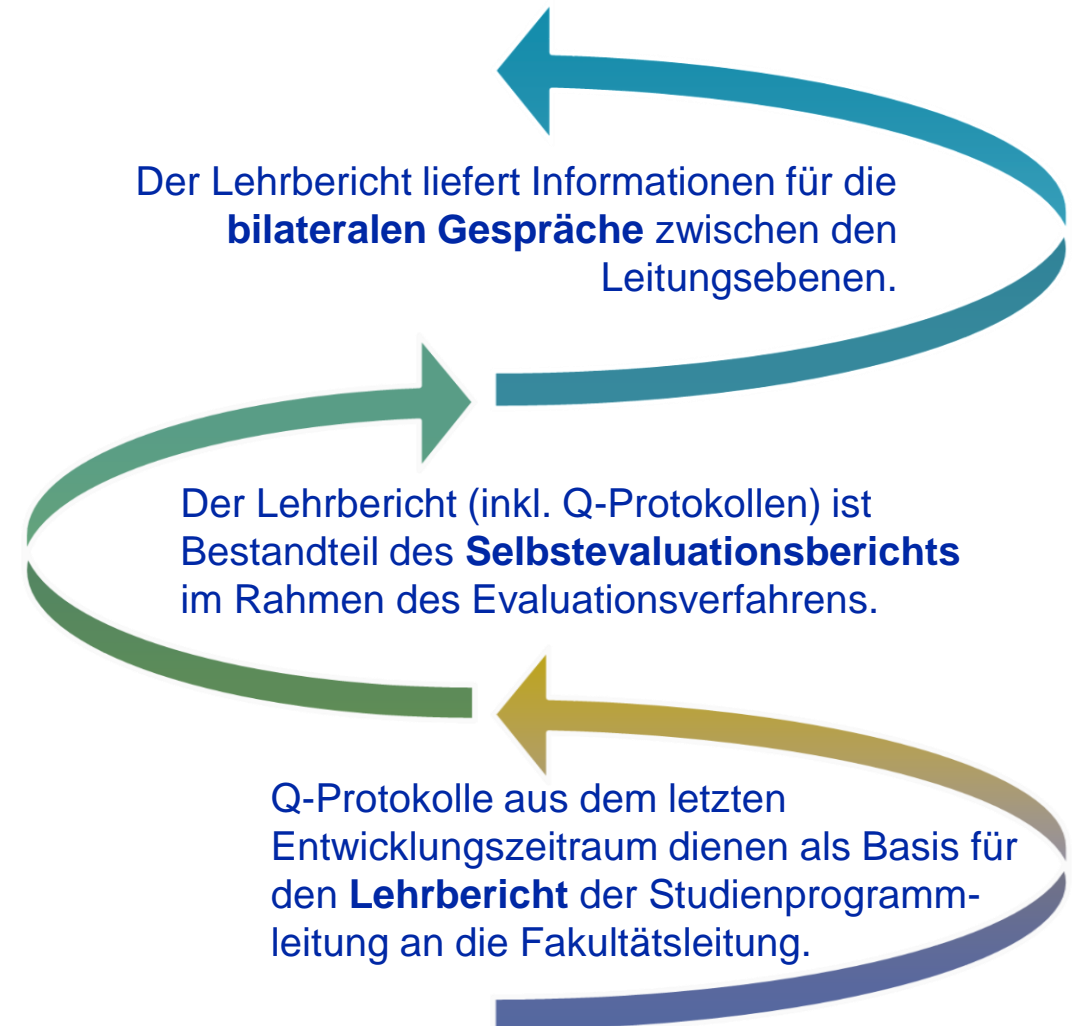 Der Lehrbericht liefert Informationen für die
bilateralen Gespräche zwischen den
Leitungsebenen.
Der Lehrbericht (inkl. Q-Protokollen) ist
Bestandteil des Selbstevaluationsberichts
im Rahmen des Evaluationsverfahrens.
Q-Protokolle aus dem letzten
Entwicklungszeitraum dienen als Basis für
den Lehrbericht der Studienprogramm-
leitung an die Fakultätsleitung.